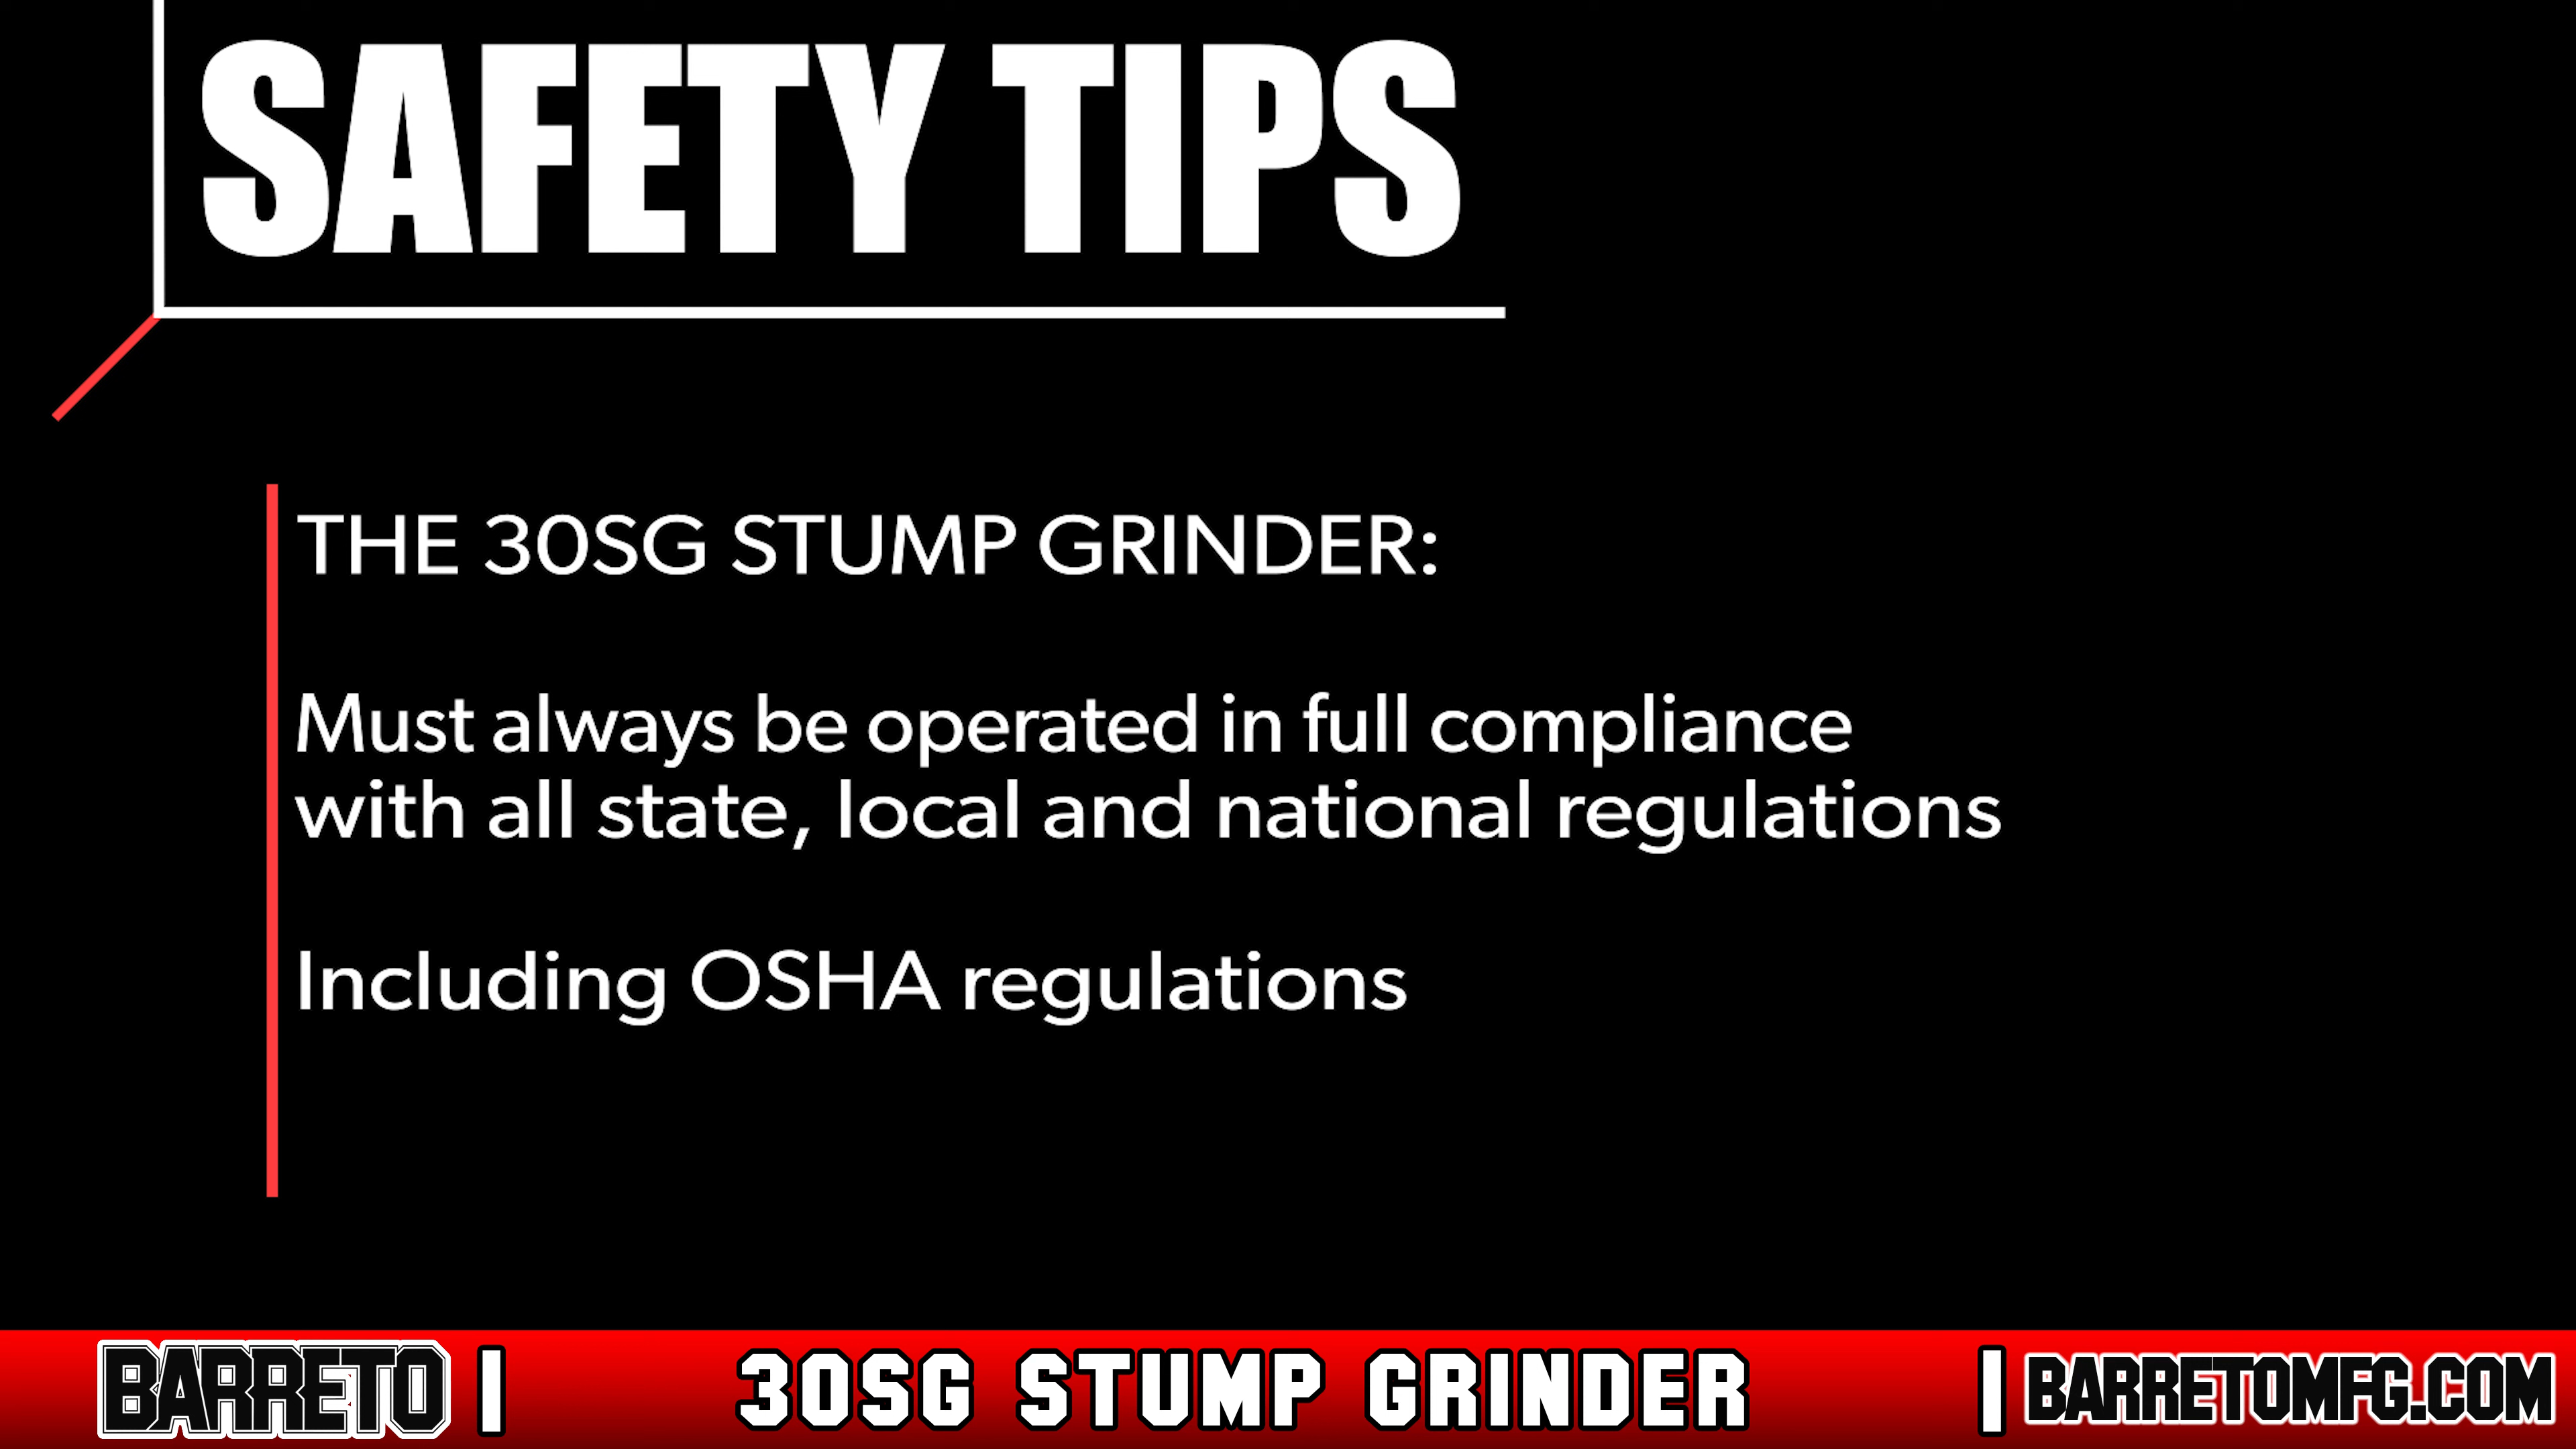 SAFETY TIPS
THE 30SG STUMP GRINDER:
Must always be operated in full compliance
with all state, local and national regulations
Including OSHA regulations
BARRETO | 30SG STUMP GRINDER | BARRETOMFG.COM